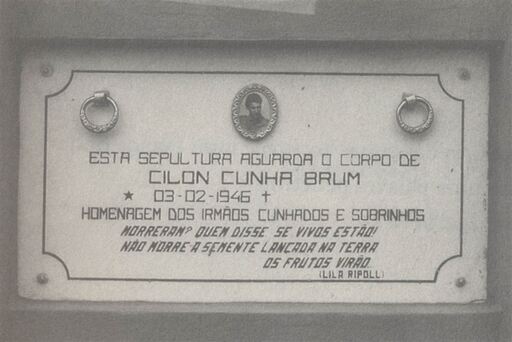 ESTA SEPULTURA AGUARDA O CORPO DE
CILON CUNHA BRUM
★ 03-02-1946 ✝
HOMENAGEM DOS IRMÃOS CUNHADOS E SOBRINHOS
MORRERAM? QUEM DISSE SE VIVOS ESTÃO!
NÃO MORRE A SEMENTE LANCADA NA TERRA
OS FRUTOS VIRÃO.
(LILA RIPOLL)